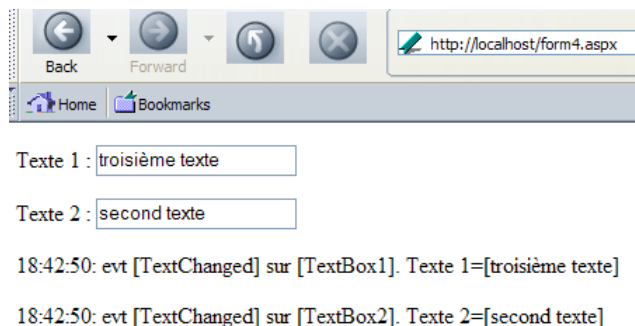 Back Forward
http://localhost/form4.aspx
Home Bookmarks
Texte 1 : troisième texte
Texte 2 : second texte
18:42:50: evt [TextChanged] sur [TextBox1]. Texte 1=[troisième texte]
18:42:50: evt [TextChanged] sur [TextBox2]. Texte 2=[second texte]